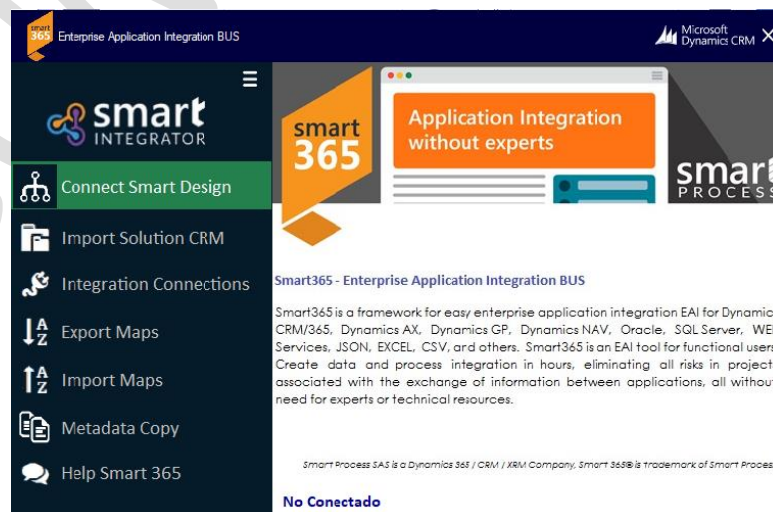 smart
365
Enterprise Application Integration BUS
Microsoft
Dynamics CRM
smart
INTEGRATOR
Connect Smart Design
Import Solution CRM
Integration Connections
Export Maps
Import Maps
Metadata Copy
Help Smart 365
smart
365
Application Integration
without experts
smart
PROCESS
Smart365 - Enterprise Application Integration BUS
Smart365 is a framework for easy enterprise application integration EAI for Dynamic
CRM/365, Dynamics AX, Dynamics GP, Dynamics NAV, Oracle, SQL Server, WE
Services, JSON, EXCEL, CSV, and others. Smart365 is an EAI tool for functional users
Create data and process integration in hours, eliminating all risks in project
associated with the exchange of information between applications, all withou
need for experts or technical resources.
Smart Process SAS is a Dynamics 365 / CRM / XRM Company, Smart 365® is trademark of Smart Proces
No Conectado